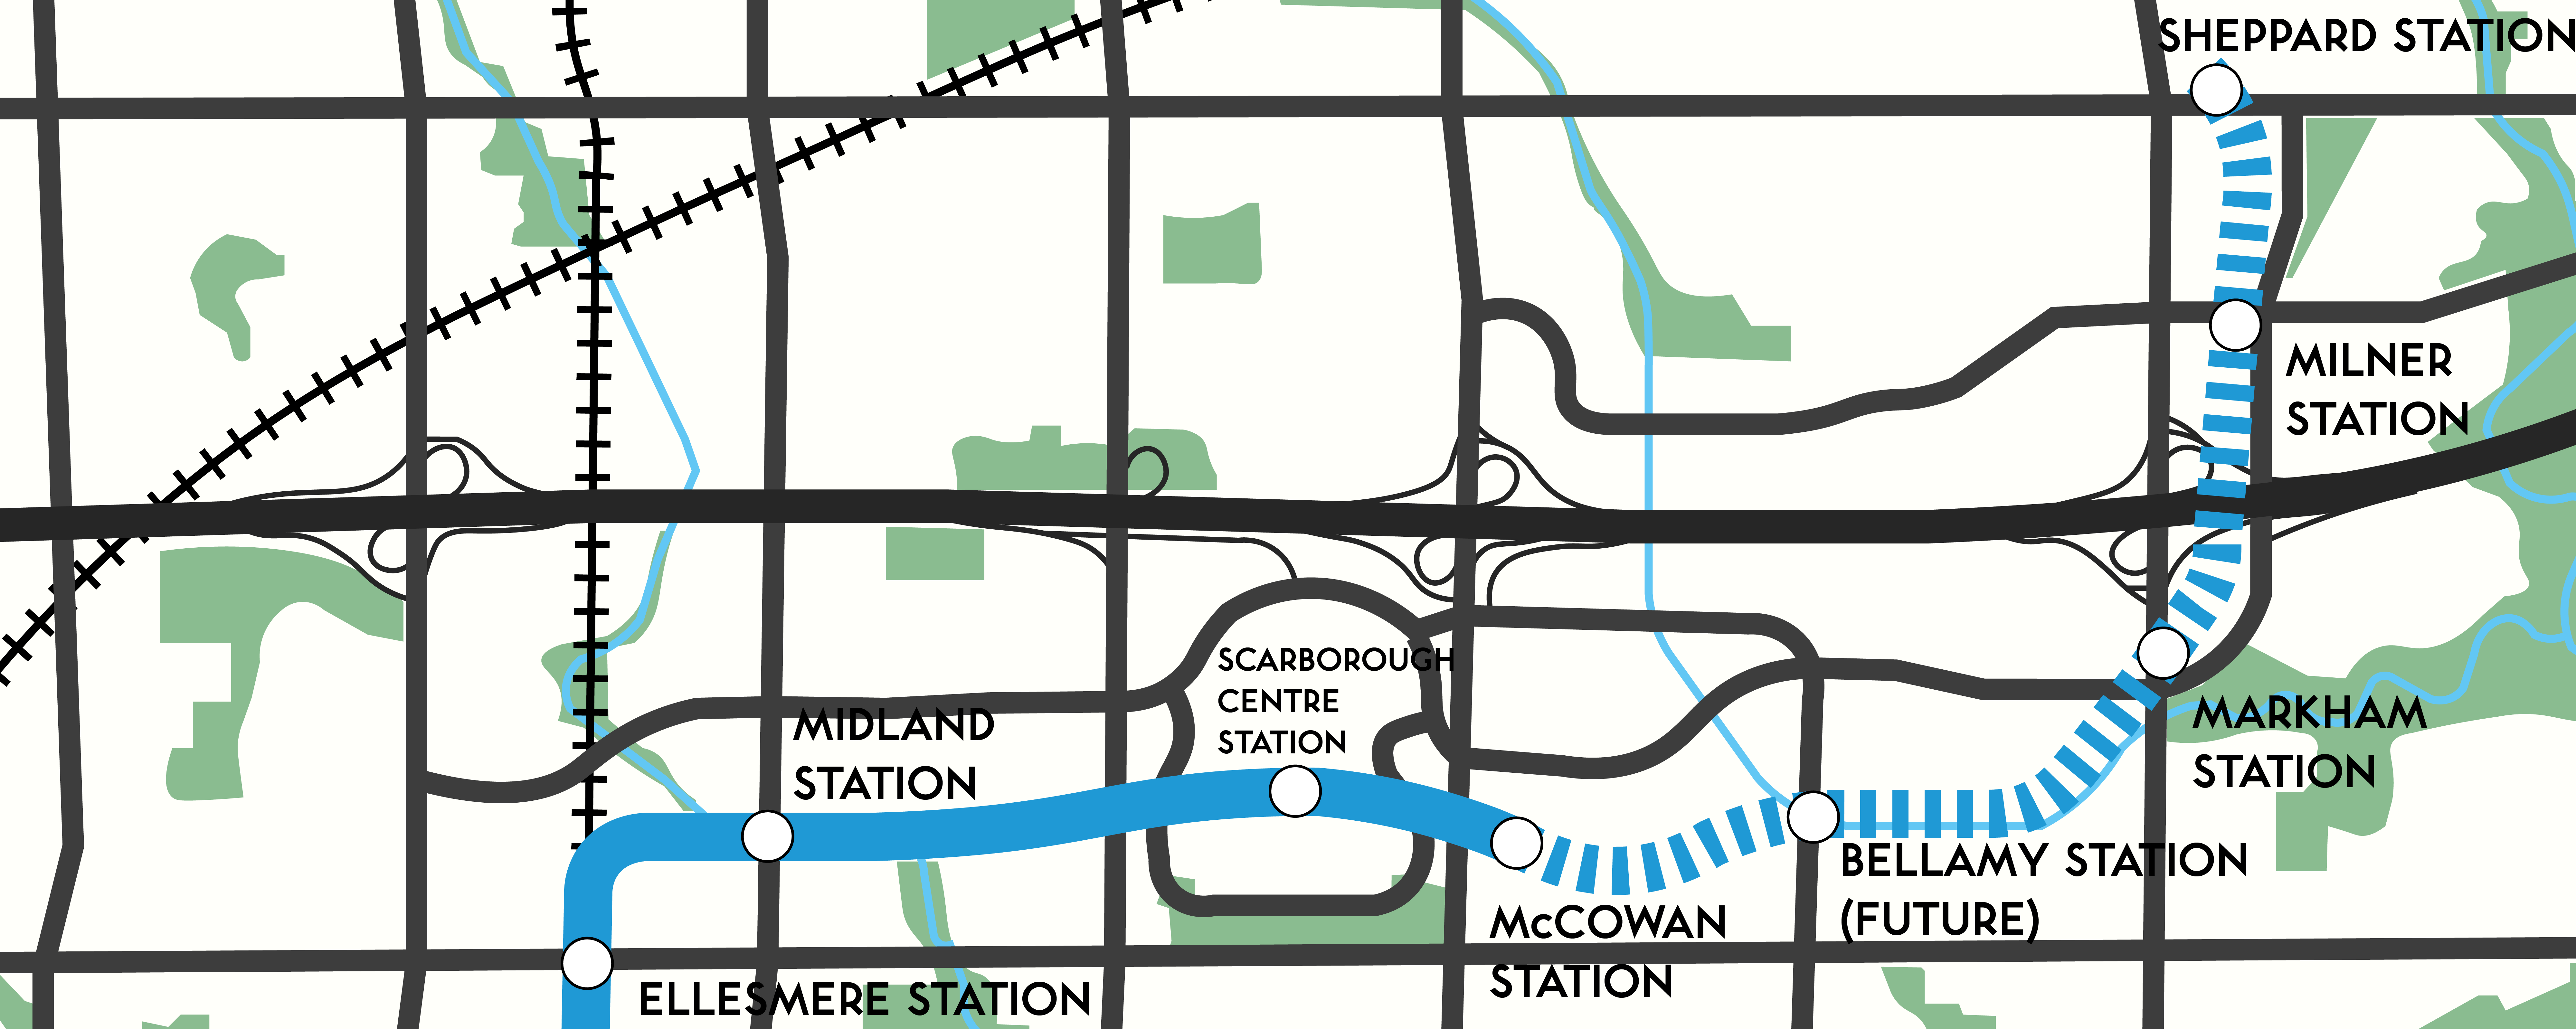 SHEPPARD STATION
MILNER
STATION
SCARBOROUGH
CENTRE
STATION
MIDLAND
STATION
MARKHAM
STATION
BELLAMY STATION
(FUTURE)
McCOWAN
STATION
ELLESMERE STATION